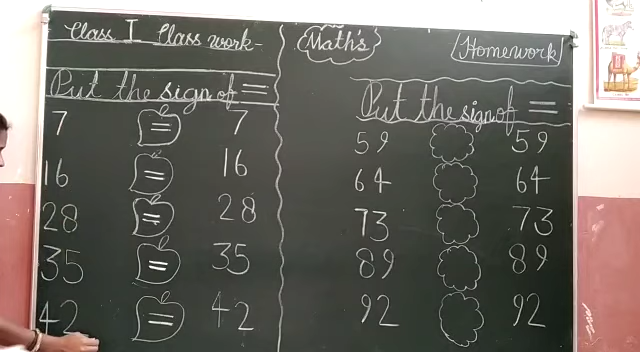 Class I Class work-
Math's
Homework
Put the sign of =
7 = 7
16 = 16
28 = 28
35 = 35
42 = 42
Put the sign of =
59 59
64 64
73 73
89 89
92 92